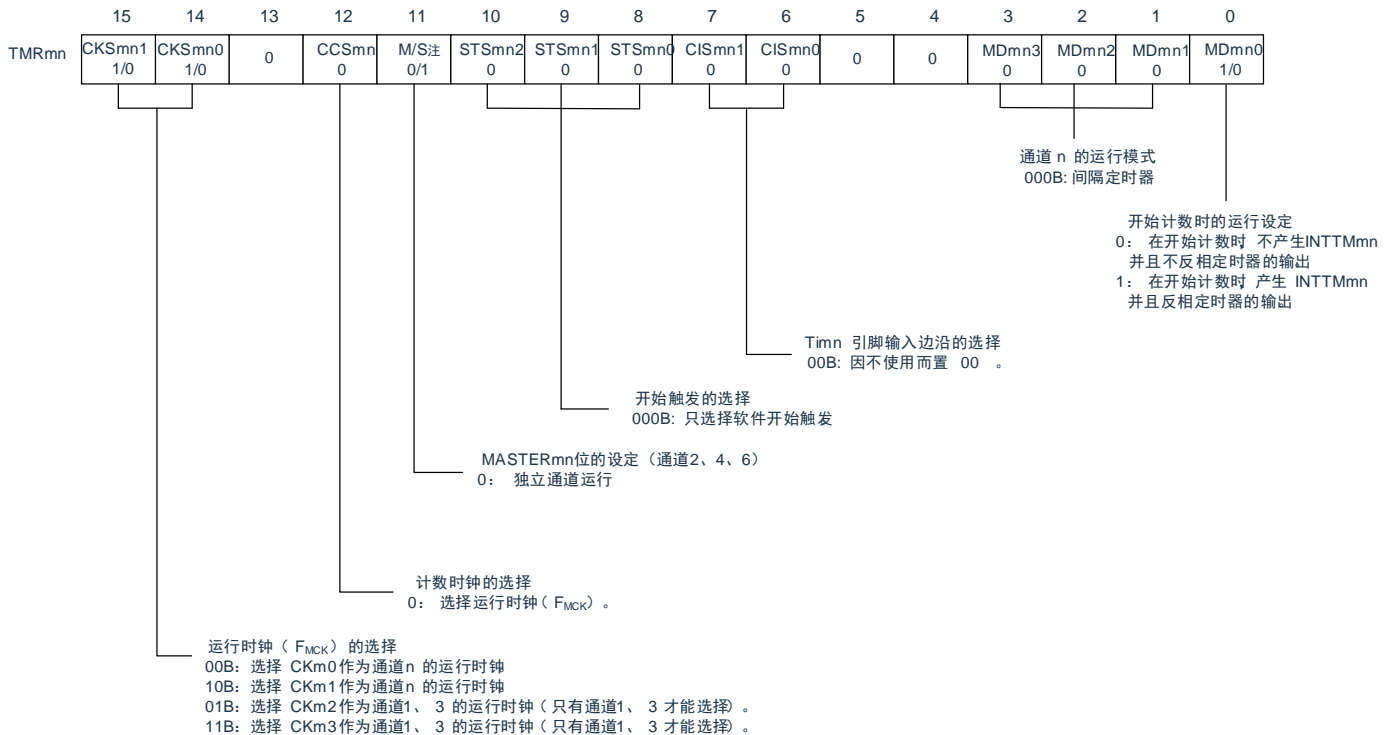 15 14 13 12 11 10 9 8 7 6 5 4 3 2 1 0
TMRmn CKSmn1 CKSmn0 0 CCSmn M/S注 STSmn2 STSmn1 STSmn0 CISmn1 CISmn0 0 0 MDmn3 MDmn2 MDmn1 MDmn0
1/0 1/0 0 0/1 0 0 0 0 0 0 0 0 1/0
通道 n 的运行模式
000B: 间隔定时器
开始计数时的运行设定
0： 在开始计数时 不产生INTTMmn
并且不反相定时器的输出
1： 在开始计数时 产生 INTTMmn
并且反相定时器的输出
Timn 引脚输入边沿的选择
00B: 因不使用而置 00 。
开始触发的选择
000B: 只选择软件开始触发
MASTERmn位的设定（通道2、4、6）
0： 独立通道运行
计数时钟的选择
0： 选择运行时钟（ FMCK）。
运行时钟（ FMCK） 的选择
00B：选择 CKm0作为通道n 的运行时钟
10B：选择 CKm1作为通道n 的运行时钟
01B：选择 CKm2作为通道1、 3 的运行时钟（ 只有通道1、 3 才能选择） 。
11B：选择 CKm3作为通道1、 3 的运行时钟（ 只有通道1、 3 才能选择） 。